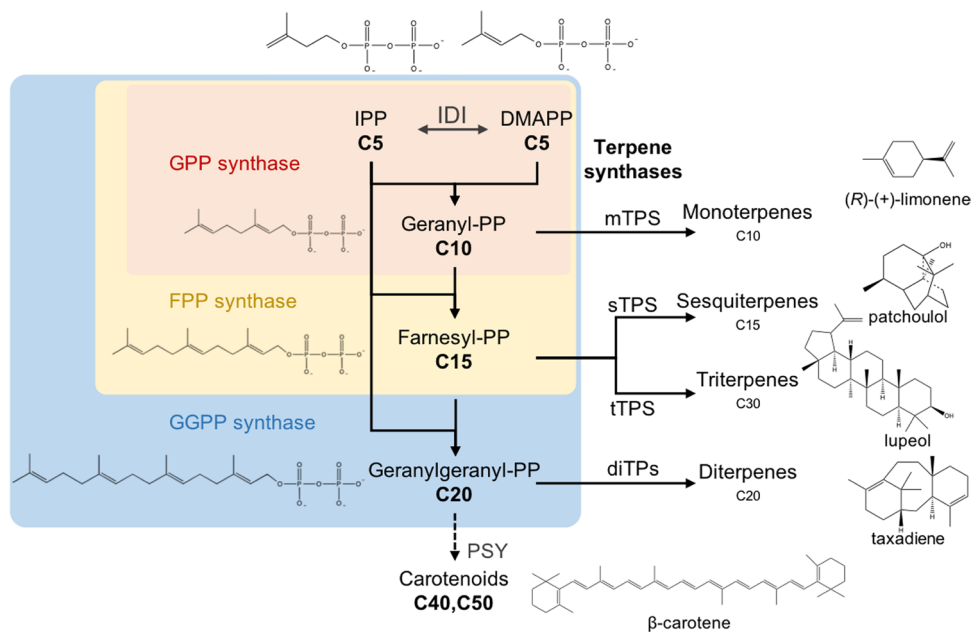 IPP
C5
IDI
DMAPP
C5
Terpene
synthases
GPP synthase
Geranyl-PP
C10
mTPS
Monoterpenes
C10
(R)-(+)-limonene
FPP synthase
Farnesyl-PP
C15
sTPS
Sesquiterpenes
C15
OH
patchoulol
tTPS
Triterpenes
C30
H
H
H
H
OH
lupeol
GGPP synthase
Geranylgeranyl-PP
C20
diTPs
Diterpenes
C20
H
H
taxadiene
PSY
Carotenoids
C40,C50
β-carotene